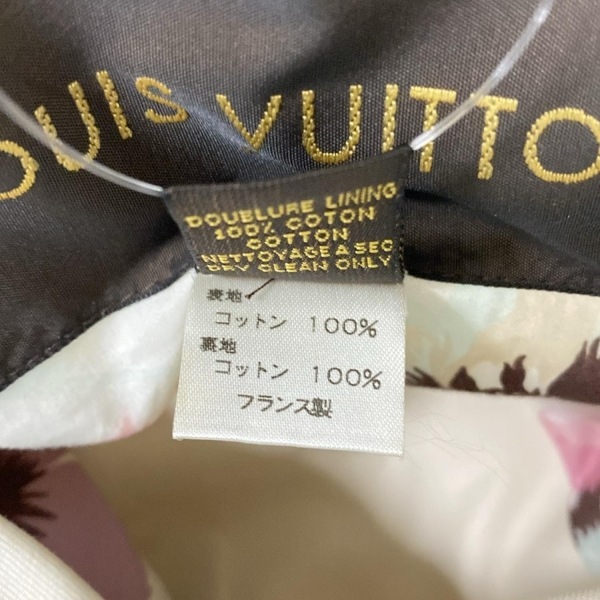 OUIS VUITTO
DOUBLURE LINING
100% COTON
COTTON
NETTOYAGE A SEC
DRY CLEAN ONLY
表地
コットン 100%
裏地
コットン 100%
フランス製